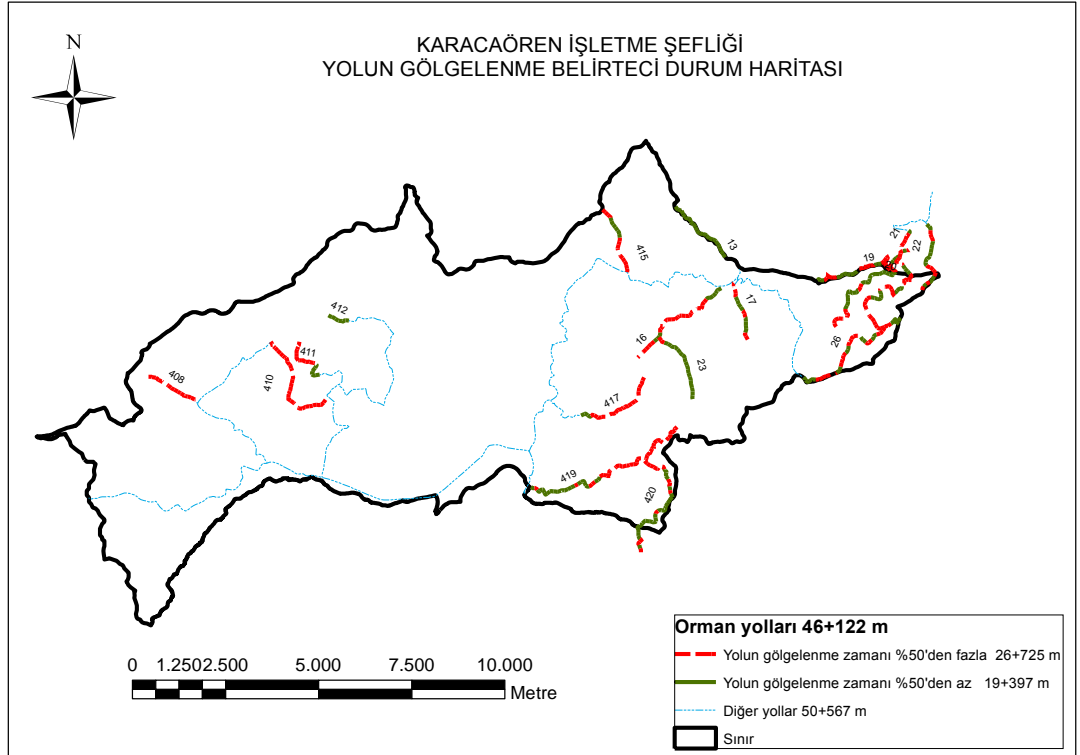 N
KARACAÖREN İŞLETME ŞEFLİĞİ
YOLUN GÖLGELENME BELİRTECİ DURUM HARİTASI
13
415
21
22
19
17
412
16
411
408
410
23
26
417
419
420
0 1.250 2.500 5.000 7.500 10.000
Metre
Orman yolları 46+122 m
Yolun gölgelenme zamanı %50'den fazla 26+725 m
Yolun gölgelenme zamanı %50'den az 19+397 m
Diğer yollar 50+567 m
Sınır